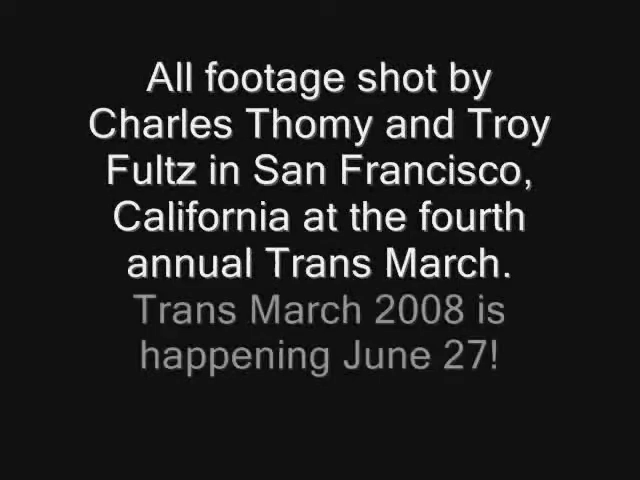 All footage shot by
Charles Thomy and Troy
Fultz in San Francisco,
California at the fourth
annual Trans March.
Trans March 2008 is
happening June 27!